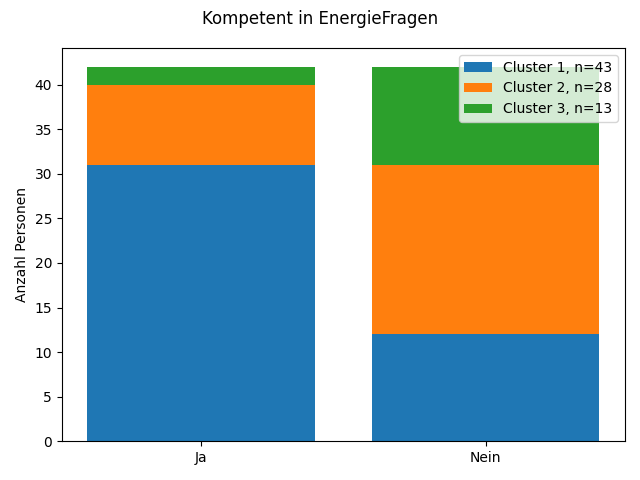 Kompetent in EnergieFragen
Cluster 1, n=43
Cluster 2, n=28
Cluster 3, n=13
Anzahl Personen
40
35
30
25
20
15
10
5
0
Ja
Nein